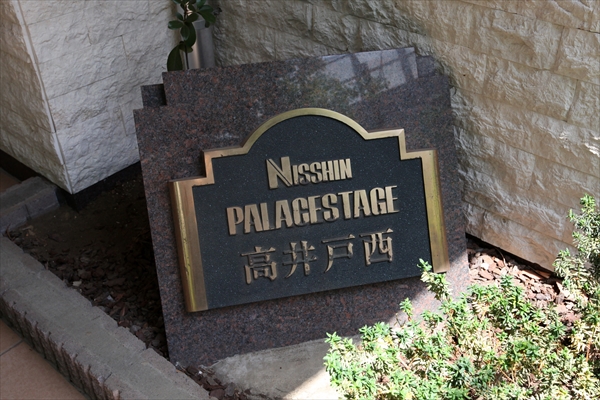 NISSHIN
PALACESTAGE
高井戸西